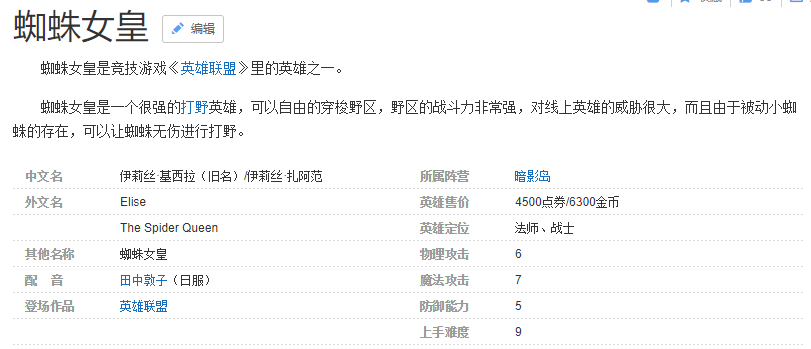 蜘蛛女皇
编辑
蜘蛛女皇是竞技游戏《英雄联盟》里的英雄之一。
蜘蛛女皇是一个很强的打野英雄，可以自由的穿梭野区，野区的战斗力非常强，对线上英雄的威胁很大，而且由于被动小蜘
蛛的存在，可以让蜘蛛无伤进行打野。
中文名 伊莉丝·基西拉（旧名）/伊莉丝·扎阿范 所属阵营 暗影岛
外文名 Elise 英雄售价 4500点券/6300金币
The Spider Queen 英雄定位 法师、战士
其他名称 蜘蛛女皇 物理攻击 6
配 音 田中敦子（日服） 魔法攻击 7
登场作品 英雄联盟 防御能力 5
上手难度 9